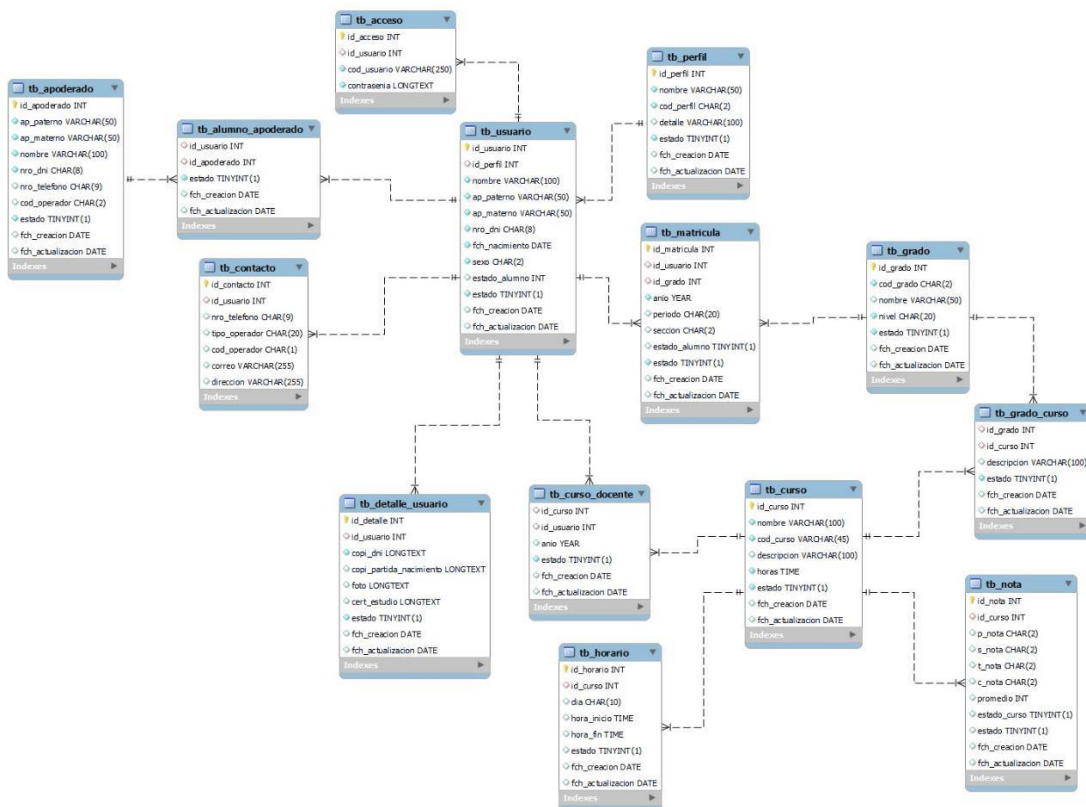 tb_acceso
id_acceso INT
id_usuario INT
cod_usuario VARCHAR(250)
contrasenia LONGTEXT
Indexes
tb_perfil
id_perfil INT
nombre VARCHAR(50)
cod_perfil CHAR(2)
detalle VARCHAR(100)
estado TINYINT(1)
fch_creacion DATE
fch_actualizacion DATE
Indexes
tb_apoderado
id_apoderado INT
ap_paterno VARCHAR(50)
ap_materno VARCHAR(50)
nombre VARCHAR(100)
nro_dni CHAR(8)
nro_telefono CHAR(9)
cod_operador CHAR(2)
estado TINYINT(1)
fch_creacion DATE
fch_actualizacion DATE
Indexes
tb_alumno_apoderado
id_usuario INT
id_apoderado INT
estado TINYINT(1)
fch_creacion DATE
fch_actualizacion DATE
Indexes
tb_usuario
id_usuario INT
id_perfil INT
nombre VARCHAR(100)
ap_paterno VARCHAR(50)
ap_materno VARCHAR(50)
nro_dni CHAR(8)
fch_nacimiento DATE
sexo CHAR(2)
estado_alumno INT
estado TINYINT(1)
fch_creacion DATE
fch_actualizacion DATE
Indexes
tb_matricula
id_matricula INT
id_usuario INT
id_grado INT
anio YEAR
periodo CHAR(20)
seccion CHAR(2)
estado_alumno TINYINT(1)
estado TINYINT(1)
fch_creacion DATE
fch_actualizacion DATE
Indexes
tb_grado
id_grado INT
cod_grado CHAR(2)
nombre VARCHAR(50)
nivel CHAR(20)
estado TINYINT(1)
fch_creacion DATE
fch_actualizacion DATE
Indexes
tb_contacto
id_contacto INT
id_usuario INT
nro_telefono CHAR(9)
tipo_operador CHAR(20)
cod_operador CHAR(1)
correo VARCHAR(255)
direccion VARCHAR(255)
Indexes
tb_grado_curso
id_grado INT
id_curso INT
descripcion VARCHAR(100)
estado TINYINT(1)
fch_creacion DATE
fch_actualizacion DATE
Indexes
tb_detalle_usuario
id_detalle INT
id_usuario INT
copi_dni LONGTEXT
copi_partida_nacimiento LONGTEXT
foto LONGTEXT
cert_estudio LONGTEXT
estado TINYINT(1)
fch_creacion DATE
fch_actualizacion DATE
Indexes
tb_curso_docente
id_curso INT
id_usuario INT
anio YEAR
estado TINYINT(1)
fch_creacion DATE
fch_actualizacion DATE
Indexes
tb_curso
id_curso INT
nombre VARCHAR(100)
cod_curso VARCHAR(45)
descripcion VARCHAR(100)
horas TIME
estado TINYINT(1)
fch_creacion DATE
fch_actualizacion DATE
Indexes
tb_nota
id_nota INT
id_curso INT
p_nota CHAR(2)
s_nota CHAR(2)
t_nota CHAR(2)
c_nota CHAR(2)
promedio INT
estado_curso TINYINT(1)
estado TINYINT(1)
fch_creacion DATE
fch_actualizacion DATE
Indexes
tb_horario
id_horario INT
id_curso INT
dia CHAR(10)
hora_inicio TIME
hora_fin TIME
estado TINYINT(1)
fch_creacion DATE
fch_actualizacion DATE
Indexes